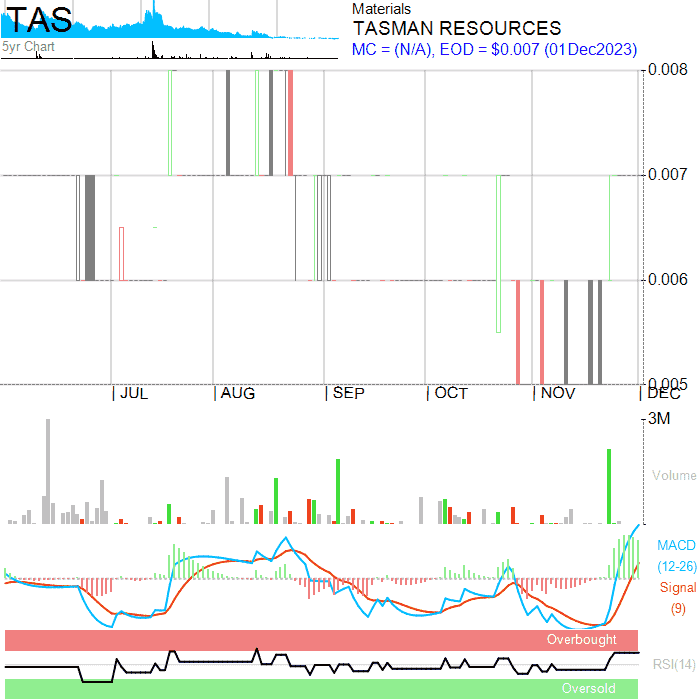 TAS
5yr Chart
Materials
TASMAN RESOURCES
MC = (N/A), EOD = $0.007 (01Dec2023)
0.008
0.007
0.006
0.005
JUL
AUG
SEP
OCT
NOV
DEC
3M
Volume
MACD
(12-26)
Signal
(9)
Overbought
RSI(14)
Oversold